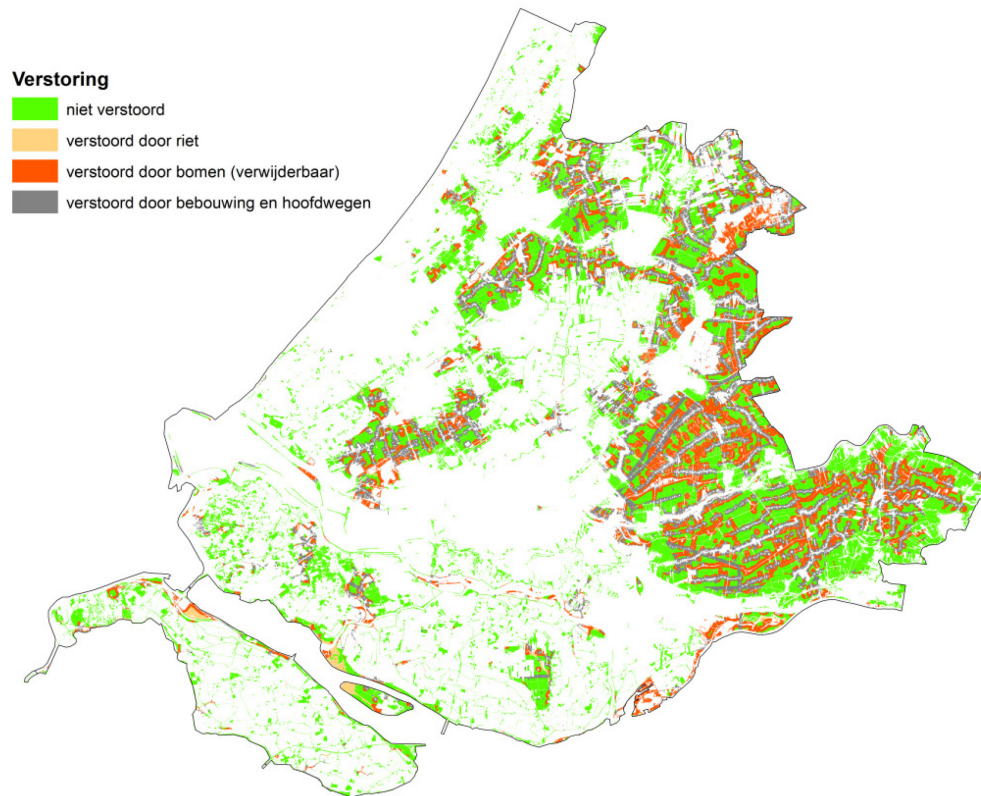 Verstoring
niet verstoord
verstoord door riet
verstoord door bomen (verwijderbaar)
verstoord door bebouwing en hoofdwegen